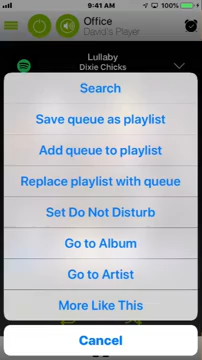 9:41 AM
100%
Office
David's Player
Lullaby
Dixie Chicks
Search
Save queue as playlist
Add queue to playlist
Replace playlist with queue
Set Do Not Disturb
Go to Album
Go to Artist
More Like This
Cancel